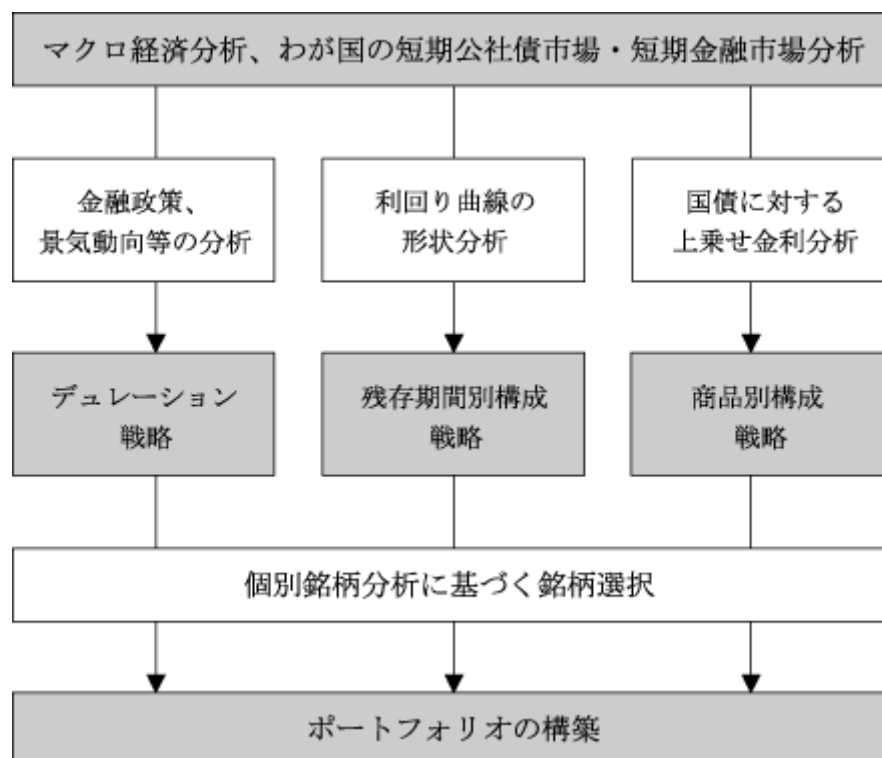 マクロ経済分析、わが国の短期公社債市場・短期金融市場分析
金融政策、
景気動向等の分析
利回り曲線の
形状分析
国債に対する
上乗せ金利分析
デュレーション
戦略
残存期間別構成
戦略
商品別構成
戦略
個別銘柄分析に基づく銘柄選択
ポートフォリオの構築